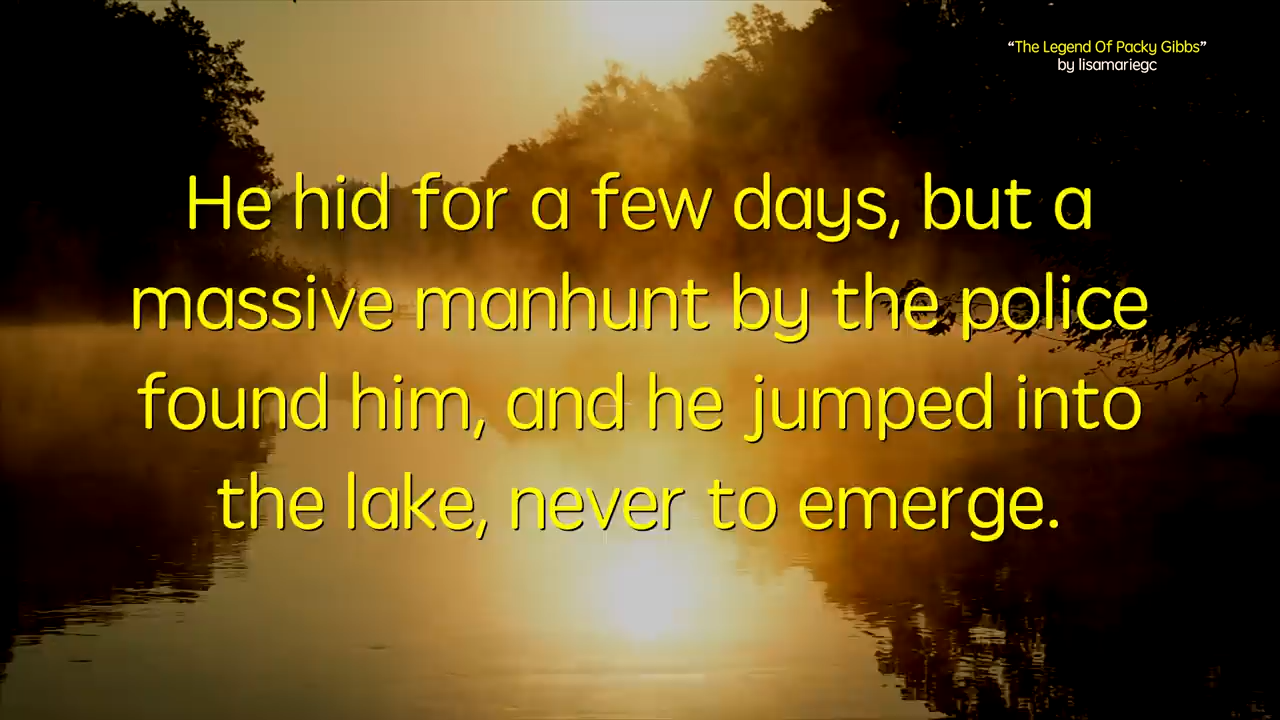 "The Legend Of Packy Gibbs"
by lisamariegc
He hid for a few days, but a
massive manhunt by the police
found him, and he jumped into
the lake, never to emerge.